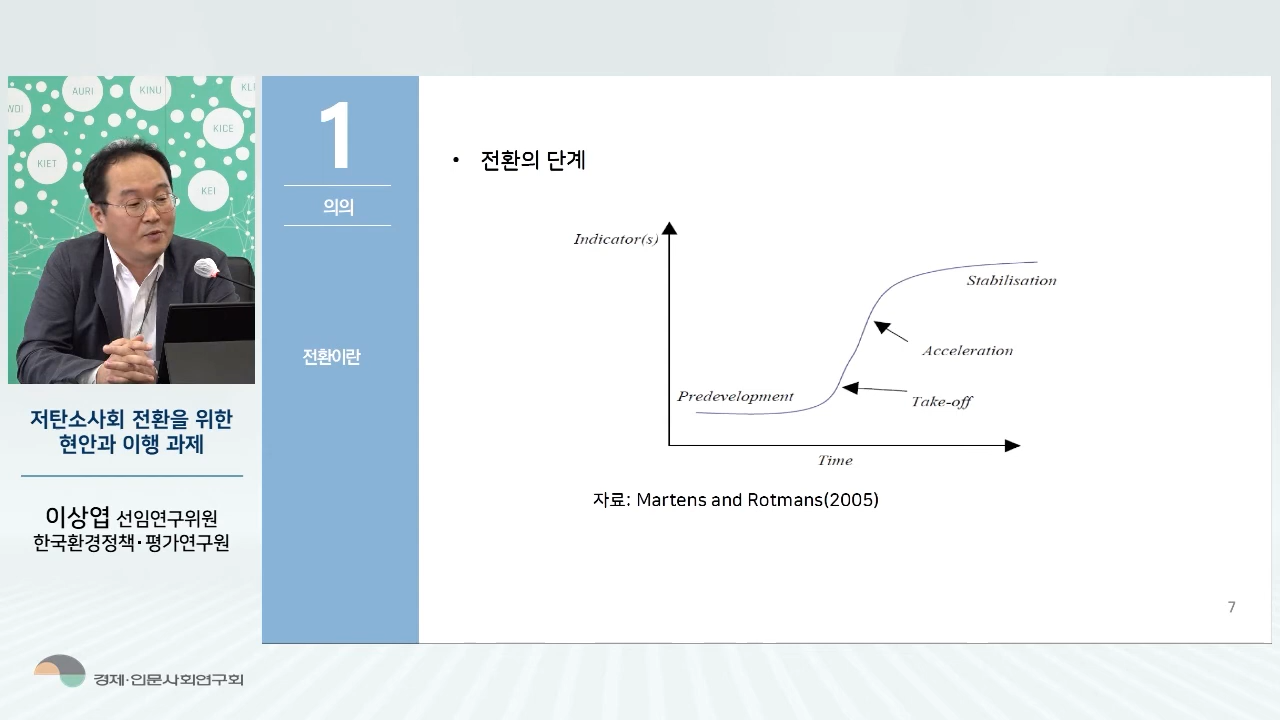 WOI
AURI
KINU
KL
KICE
KIET
KEI
저탄소사회 전환을 위한
현안과 이행 과제
이상엽 선임연구위원
한국환경정책·평가연구원
경제·인문사회연구회
1
의의
전환이란
• 전환의 단계
Indicator(s)
Stabilisation
Acceleration
Predevelopment
Take-off
Time
자료: Martens and Rotmans(2005)
7